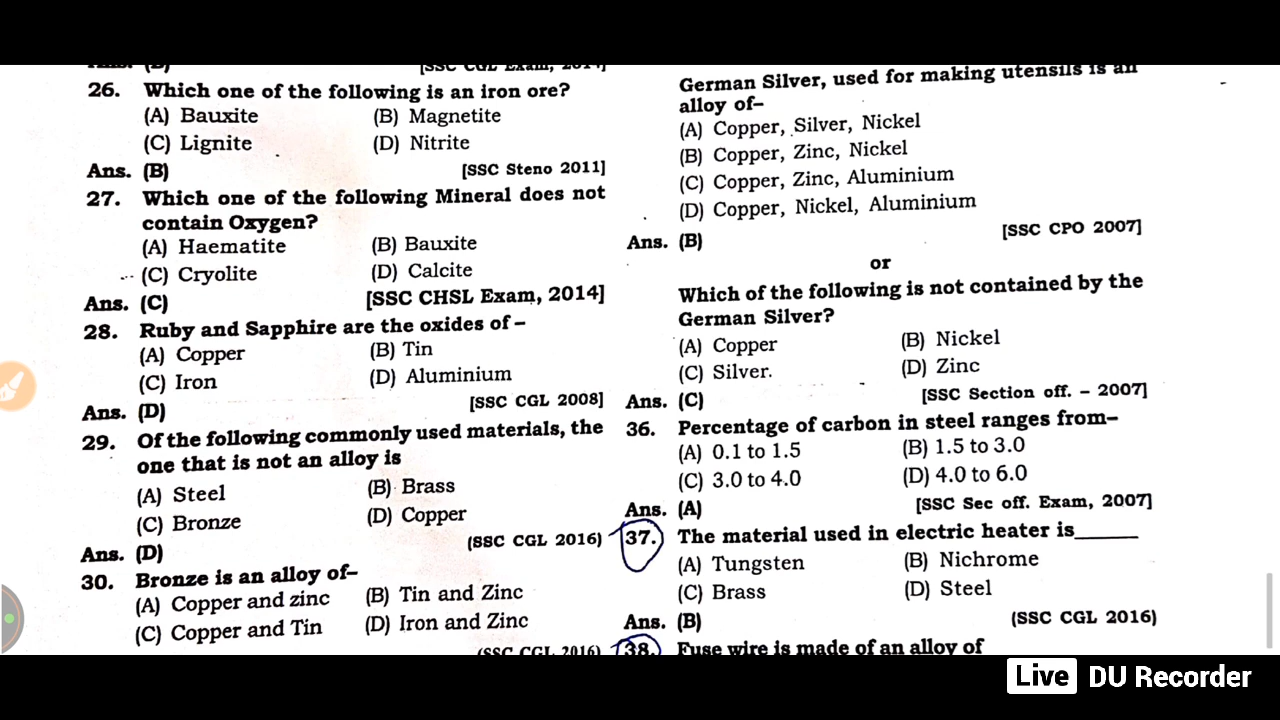 Ans. (B) [SSC CGL Exam, 2014]
26. Which one of the following is an iron ore?
(A) Bauxite (B) Magnetite
(C) Lignite (D) Nitrite
Ans. (B) [SSC Steno 2011]
27. Which one of the following Mineral does not
contain Oxygen?
(A) Haematite (B) Bauxite
(C) Cryolite (D) Calcite
Ans. (C) [SSC CHSL Exam, 2014]
28. Ruby and Sapphire are the oxides of –
(A) Copper (B) Tin
(C) Iron (D) Aluminium
Ans. (D) [SSC CGL 2008]
29. Of the following commonly used materials, the
one that is not an alloy is
(A) Steel (B) Brass
(C) Bronze (D) Copper
Ans. (D) (SSC CGL 2016)
30. Bronze is an alloy of–
(A) Copper and zinc (B) Tin and Zinc
(C) Copper and Tin (D) Iron and Zinc
(SSC CGL 2016)
German Silver, used for making utensils is an
alloy of–
(A) Copper, Silver, Nickel
(B) Copper, Zinc, Nickel
(C) Copper, Zinc, Aluminium
(D) Copper, Nickel, Aluminium
[SSC CPO 2007]
Ans. (B)
or
Which of the following is not contained by the
German Silver?
(A) Copper (B) Nickel
(C) Silver. (D) Zinc
Ans. (C) [SSC Section off. – 2007]
36. Percentage of carbon in steel ranges from–
(A) 0.1 to 1.5 (B) 1.5 to 3.0
(C) 3.0 to 4.0 (D) 4.0 to 6.0
Ans. (A) [SSC Sec off. Exam, 2007]
37. The material used in electric heater is_____
(A) Tungsten (B) Nichrome
(C) Brass (D) Steel
Ans. (B) (SSC CGL 2016)
38. Fuse wire is made of an alloy of
Live DU Recorder